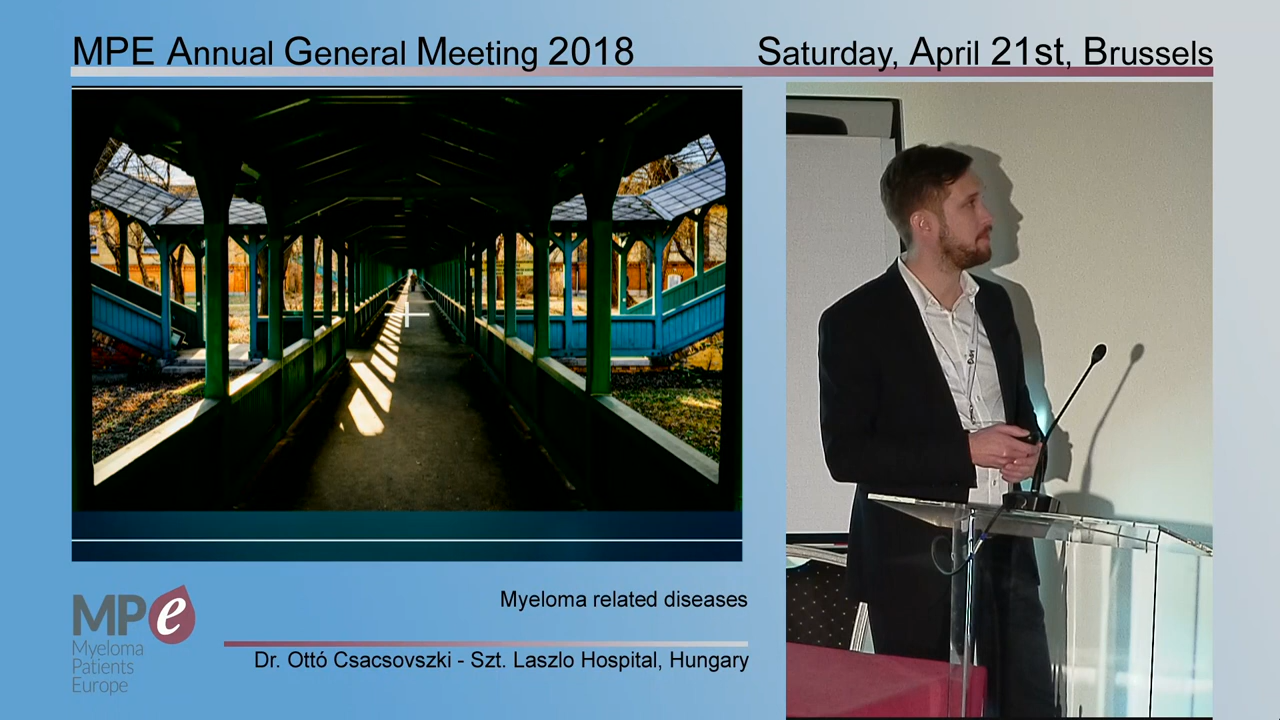 MPE Annual General Meeting 2018
Saturday, April 21st, Brussels
Myeloma related diseases
Dr. Ottó Csacsovszki - Szt. Laszlo Hospital, Hungary
MPe
Myeloma
Patients
Europe